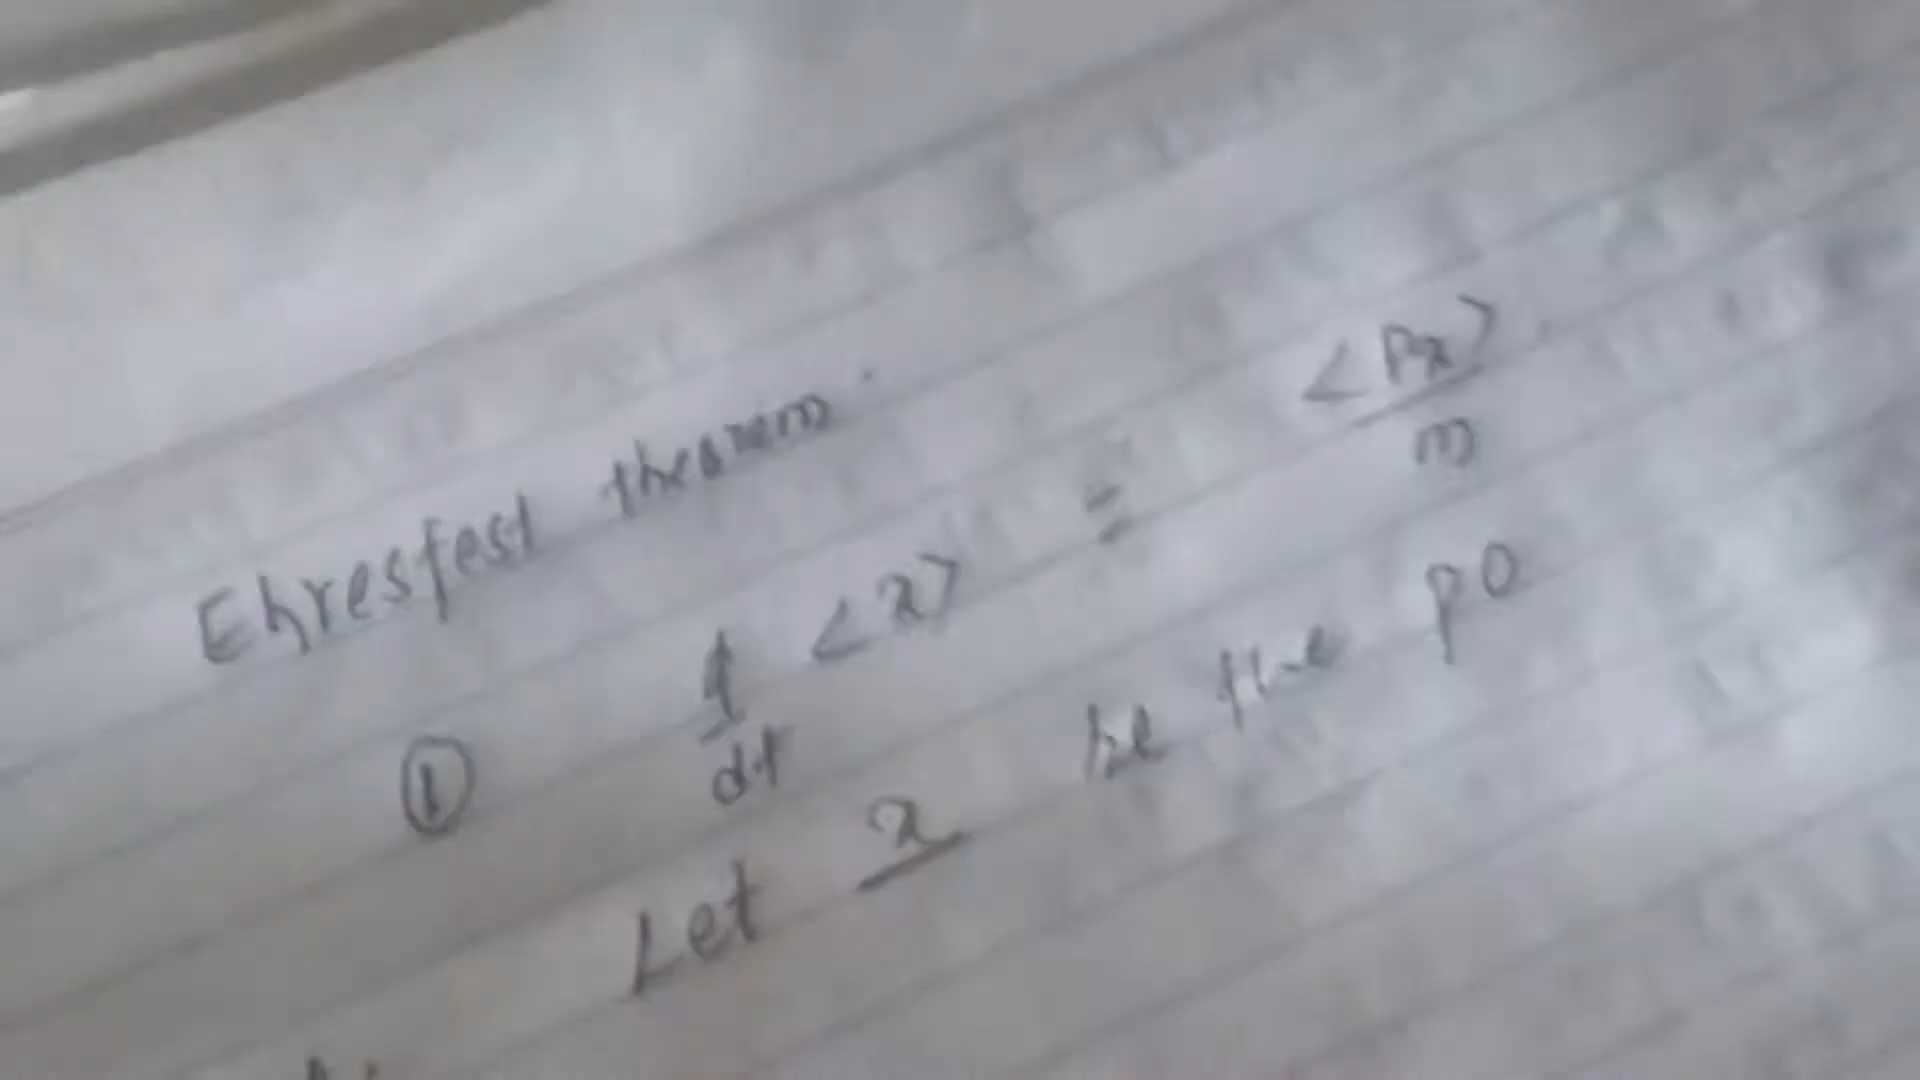 Ehresfest theorem.
① d/dt <x> = <Px>/m
Let x be the po